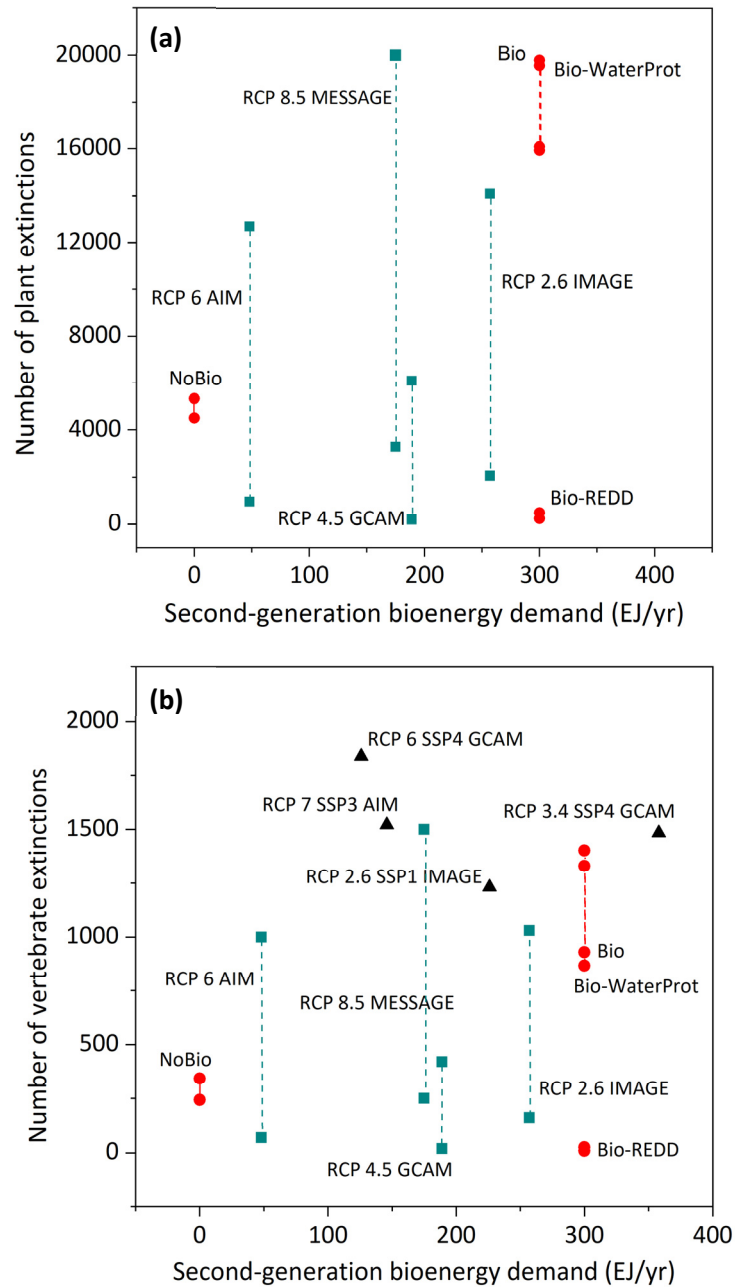 (a)
20000
16000
12000
8000
4000
0
Number of plant extinctions
Bio
Bio-WaterProt
RCP 8.5 MESSAGE
RCP 2.6 IMAGE
RCP 6 AIM
NoBio
RCP 4.5 GCAM
Bio-REDD
0 100 200 300 400
Second-generation bioenergy demand (EJ/yr)
(b)
2000
1500
1000
500
0
Number of vertebrate extinctions
RCP 6 SSP4 GCAM
RCP 7 SSP3 AIM
RCP 3.4 SSP4 GCAM
RCP 2.6 SSP1 IMAGE
RCP 6 AIM
Bio
Bio-WaterProt
RCP 8.5 MESSAGE
NoBio
RCP 2.6 IMAGE
RCP 4.5 GCAM
Bio-REDD
0 100 200 300 400
Second-generation bioenergy demand (EJ/yr)